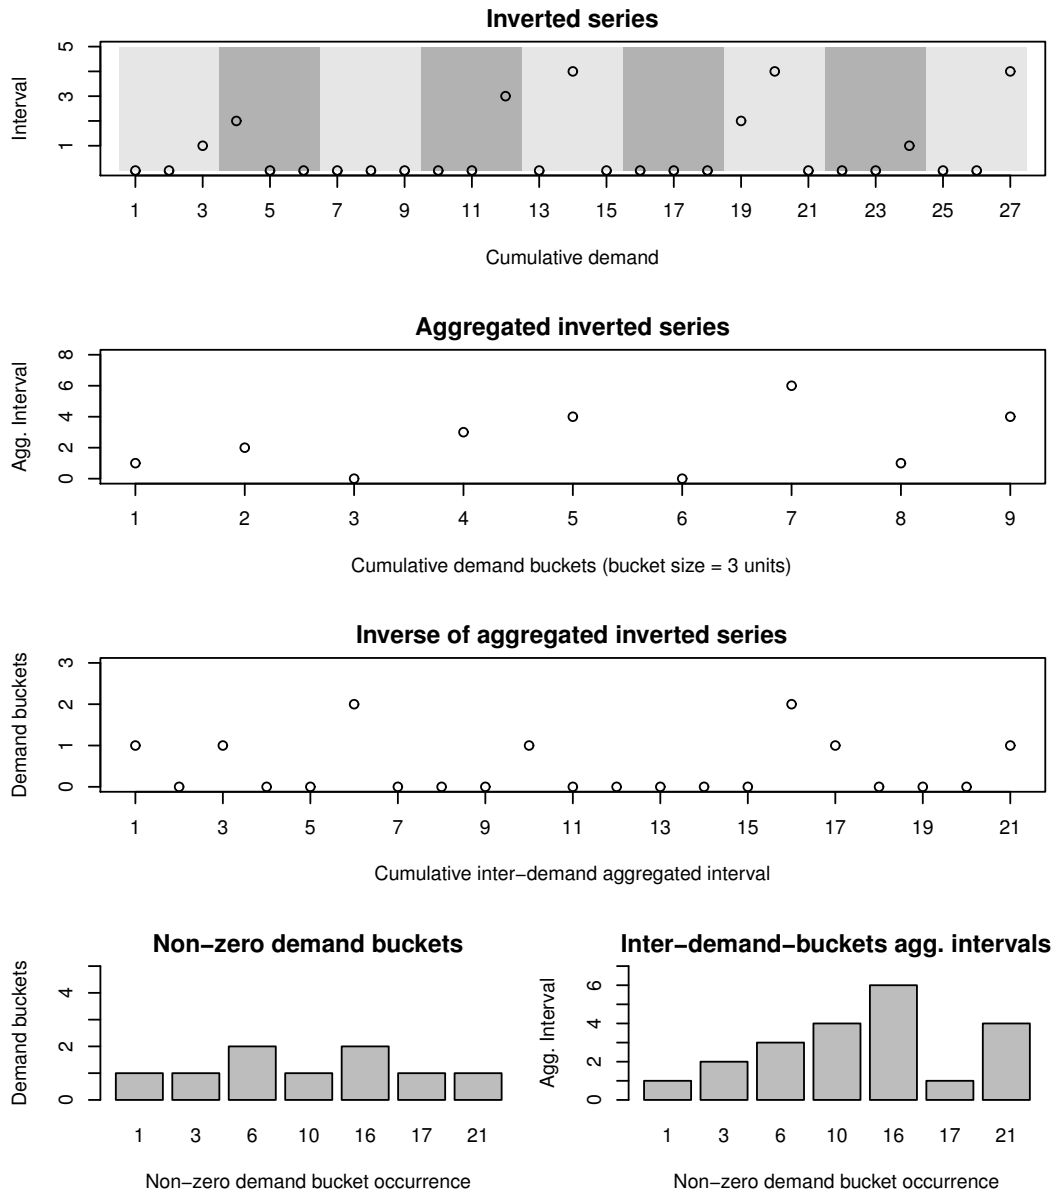 Inverted series
Interval
5
3
1
1 3 5 7 9 11 13 15 17 19 21 23 25 27
Cumulative demand
Aggregated inverted series
Agg. Interval
8
6
4
2
0
1 2 3 4 5 6 7 8 9
Cumulative demand buckets (bucket size = 3 units)
Inverse of aggregated inverted series
Demand buckets
3
2
1
0
1 3 5 7 9 11 13 15 17 19 21
Cumulative inter−demand aggregated interval
Non−zero demand buckets
Demand buckets
4
2
0
1 3 6 10 16 17 21
Non−zero demand bucket occurrence
Inter−demand−buckets agg. intervals
Agg. Interval
6
4
2
0
1 3 6 10 16 17 21
Non−zero demand bucket occurrence